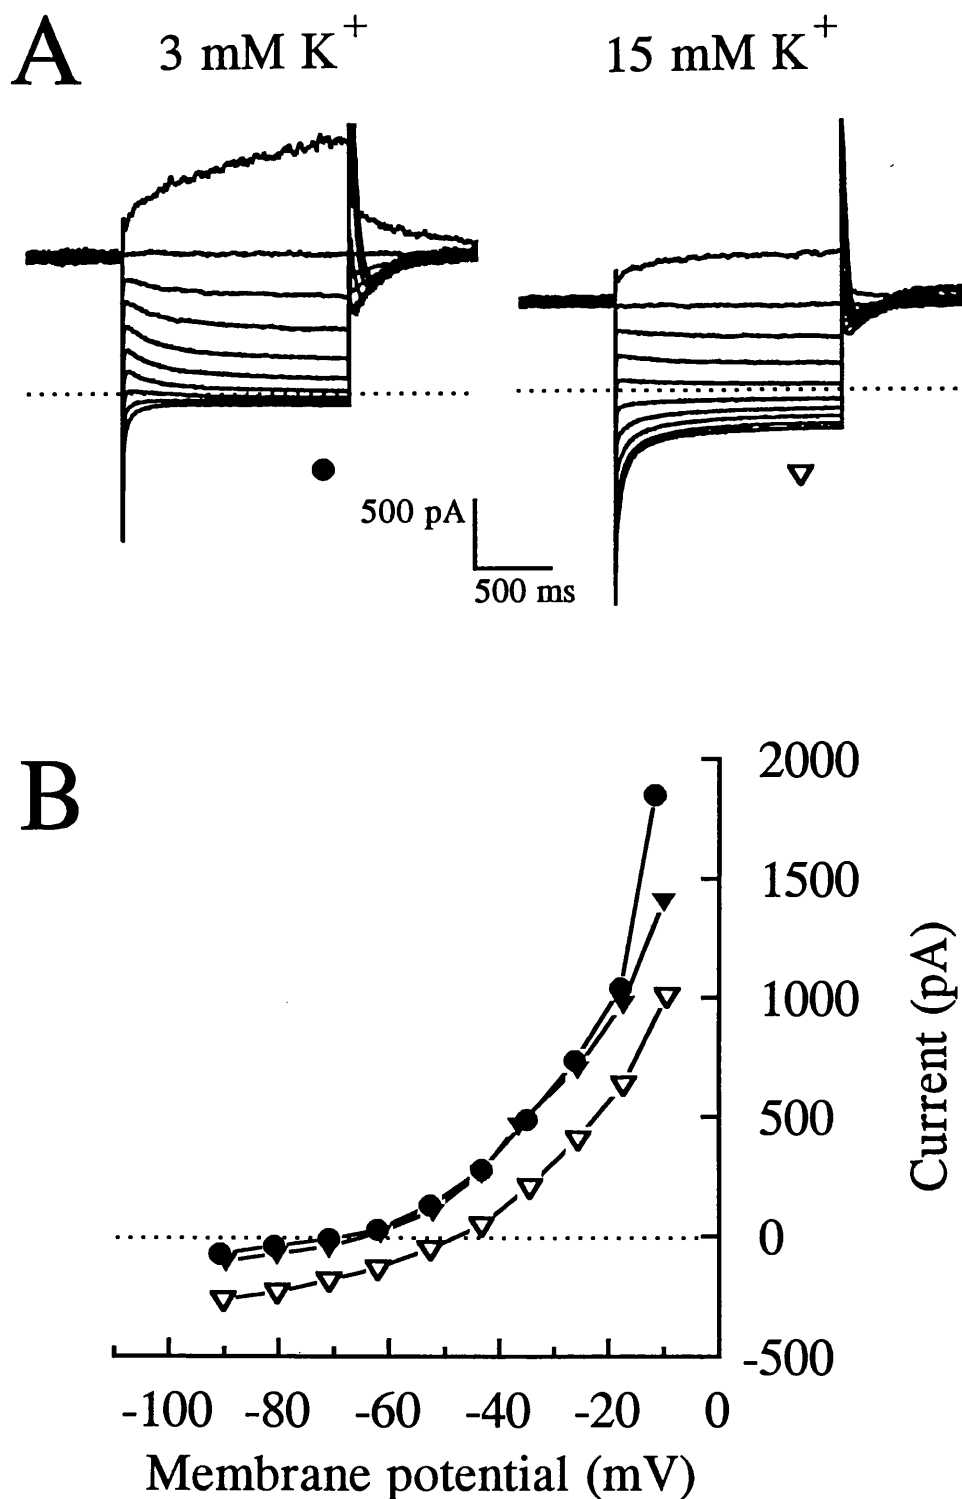 A
3 mM K+
15 mM K+
500 pA
500 ms
B
2000
1500
1000
500
0
-500
Current (pA)
-100 -80 -60 -40 -20 0
Membrane potential (mV)